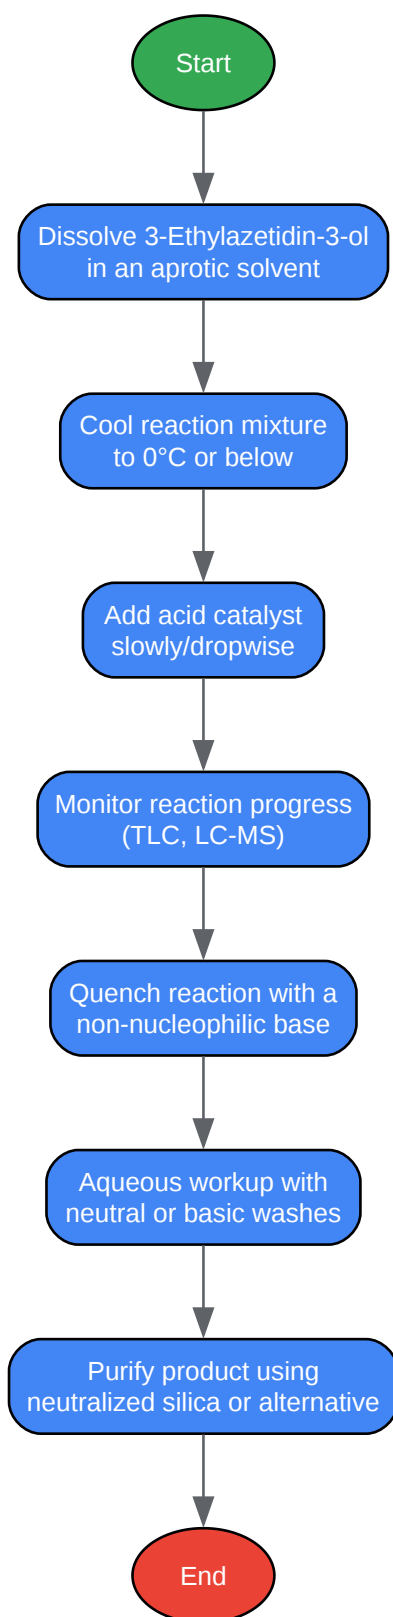 Start
Dissolve 3-Ethylazetidin-3-ol
in an aprotic solvent
Cool reaction mixture
to 0°C or below
Add acid catalyst
slowly/dropwise
Monitor reaction progress
(TLC, LC-MS)
Quench reaction with a
non-nucleophilic base
Aqueous workup with
neutral or basic washes
Purify product using
neutralized silica or alternative
End